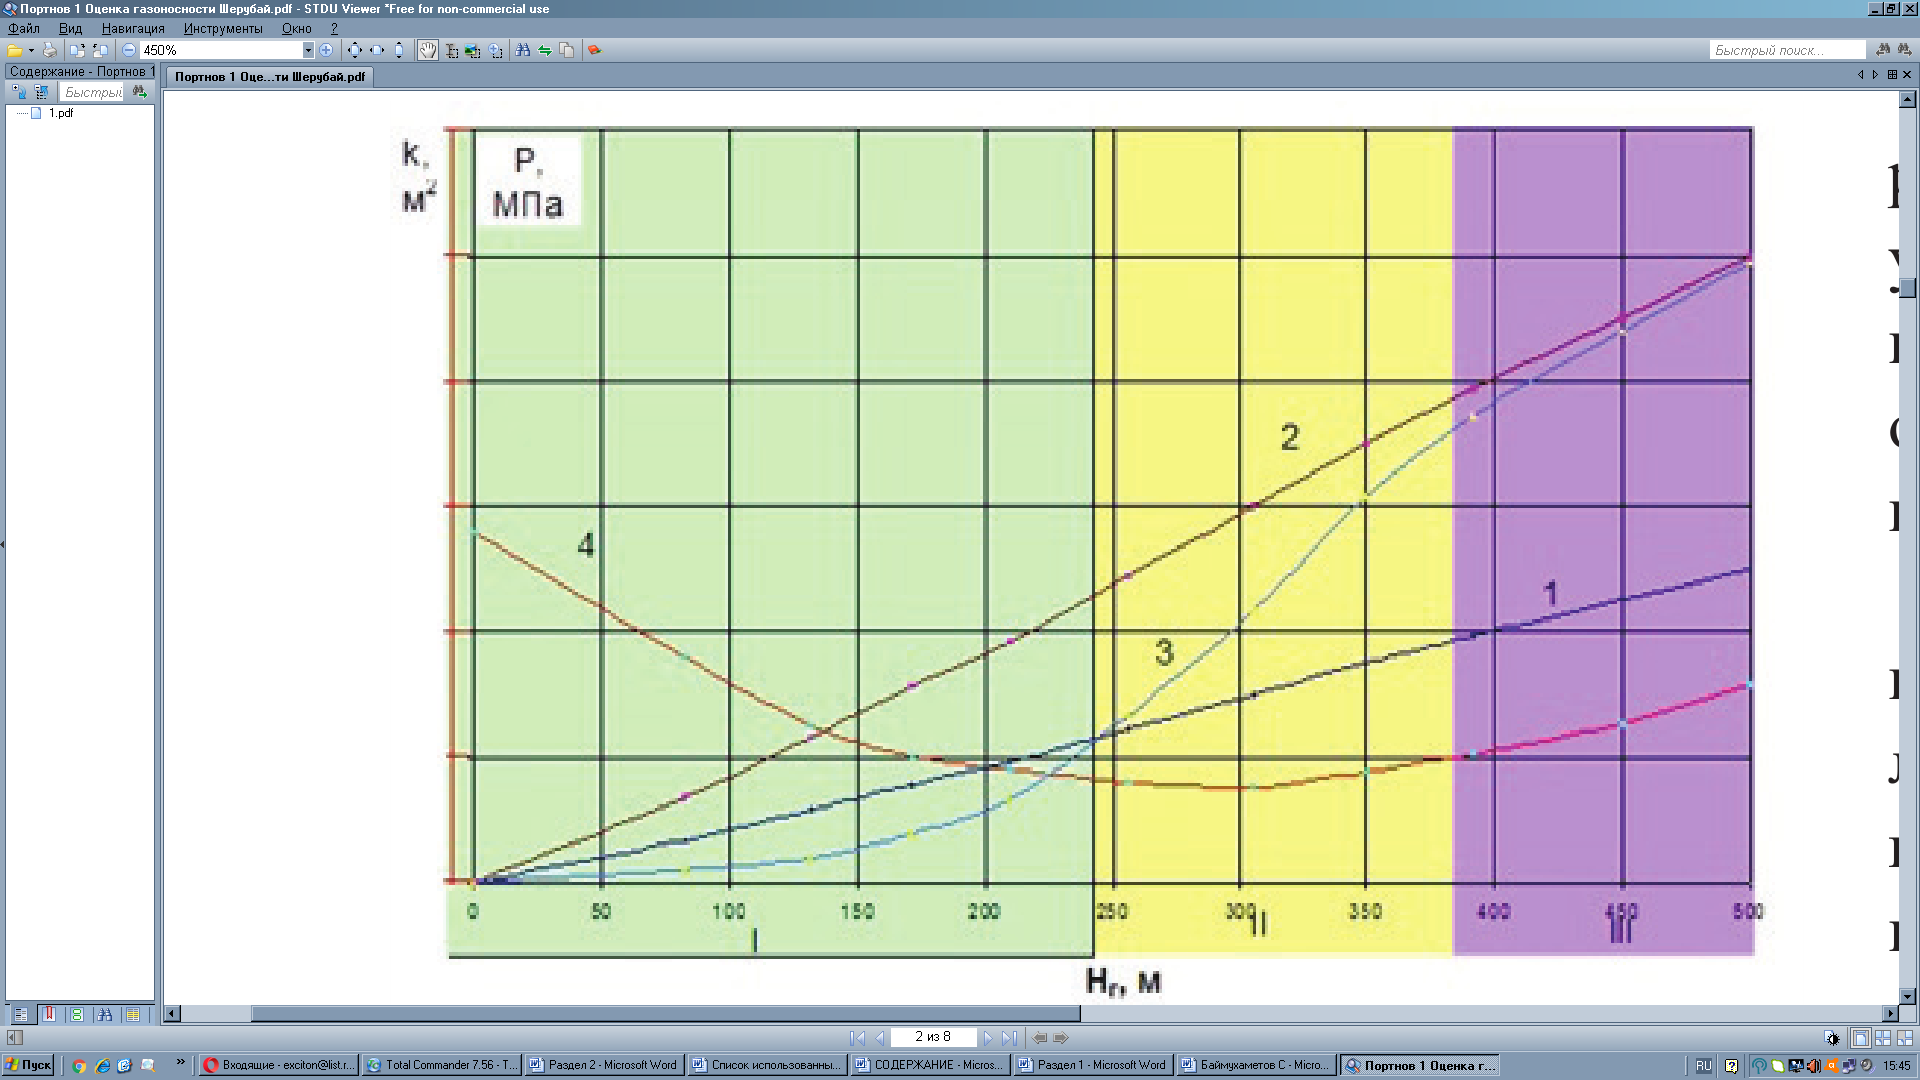 Портнов 1 Оценка газоносности Шерубай.pdf - STDU Viewer *Free for non-commercial use
Файл Вид Навигация Инструменты Окно ?
450%
Быстрый поиск...
Содержание - Портнов 1
Портнов 1 Оце...ти Шерубай.pdf
Быстрый
1.pdf
k, м²
P, МПа
4
2
3
1
0 50 100 150 200 250 300 350 400 450 500
I II III
Hг, м
2 из 8
Пуск
»
Входящие - exciton@list.r...
Total Commander 7.56 - T...
Раздел 2 - Microsoft Word
Список использованны...
СОДЕРЖАНИЕ - Micros...
Раздел 1 - Microsoft Word
Баймухаметов С - Micro...
Портнов 1 Оценка г...
RU
15:45